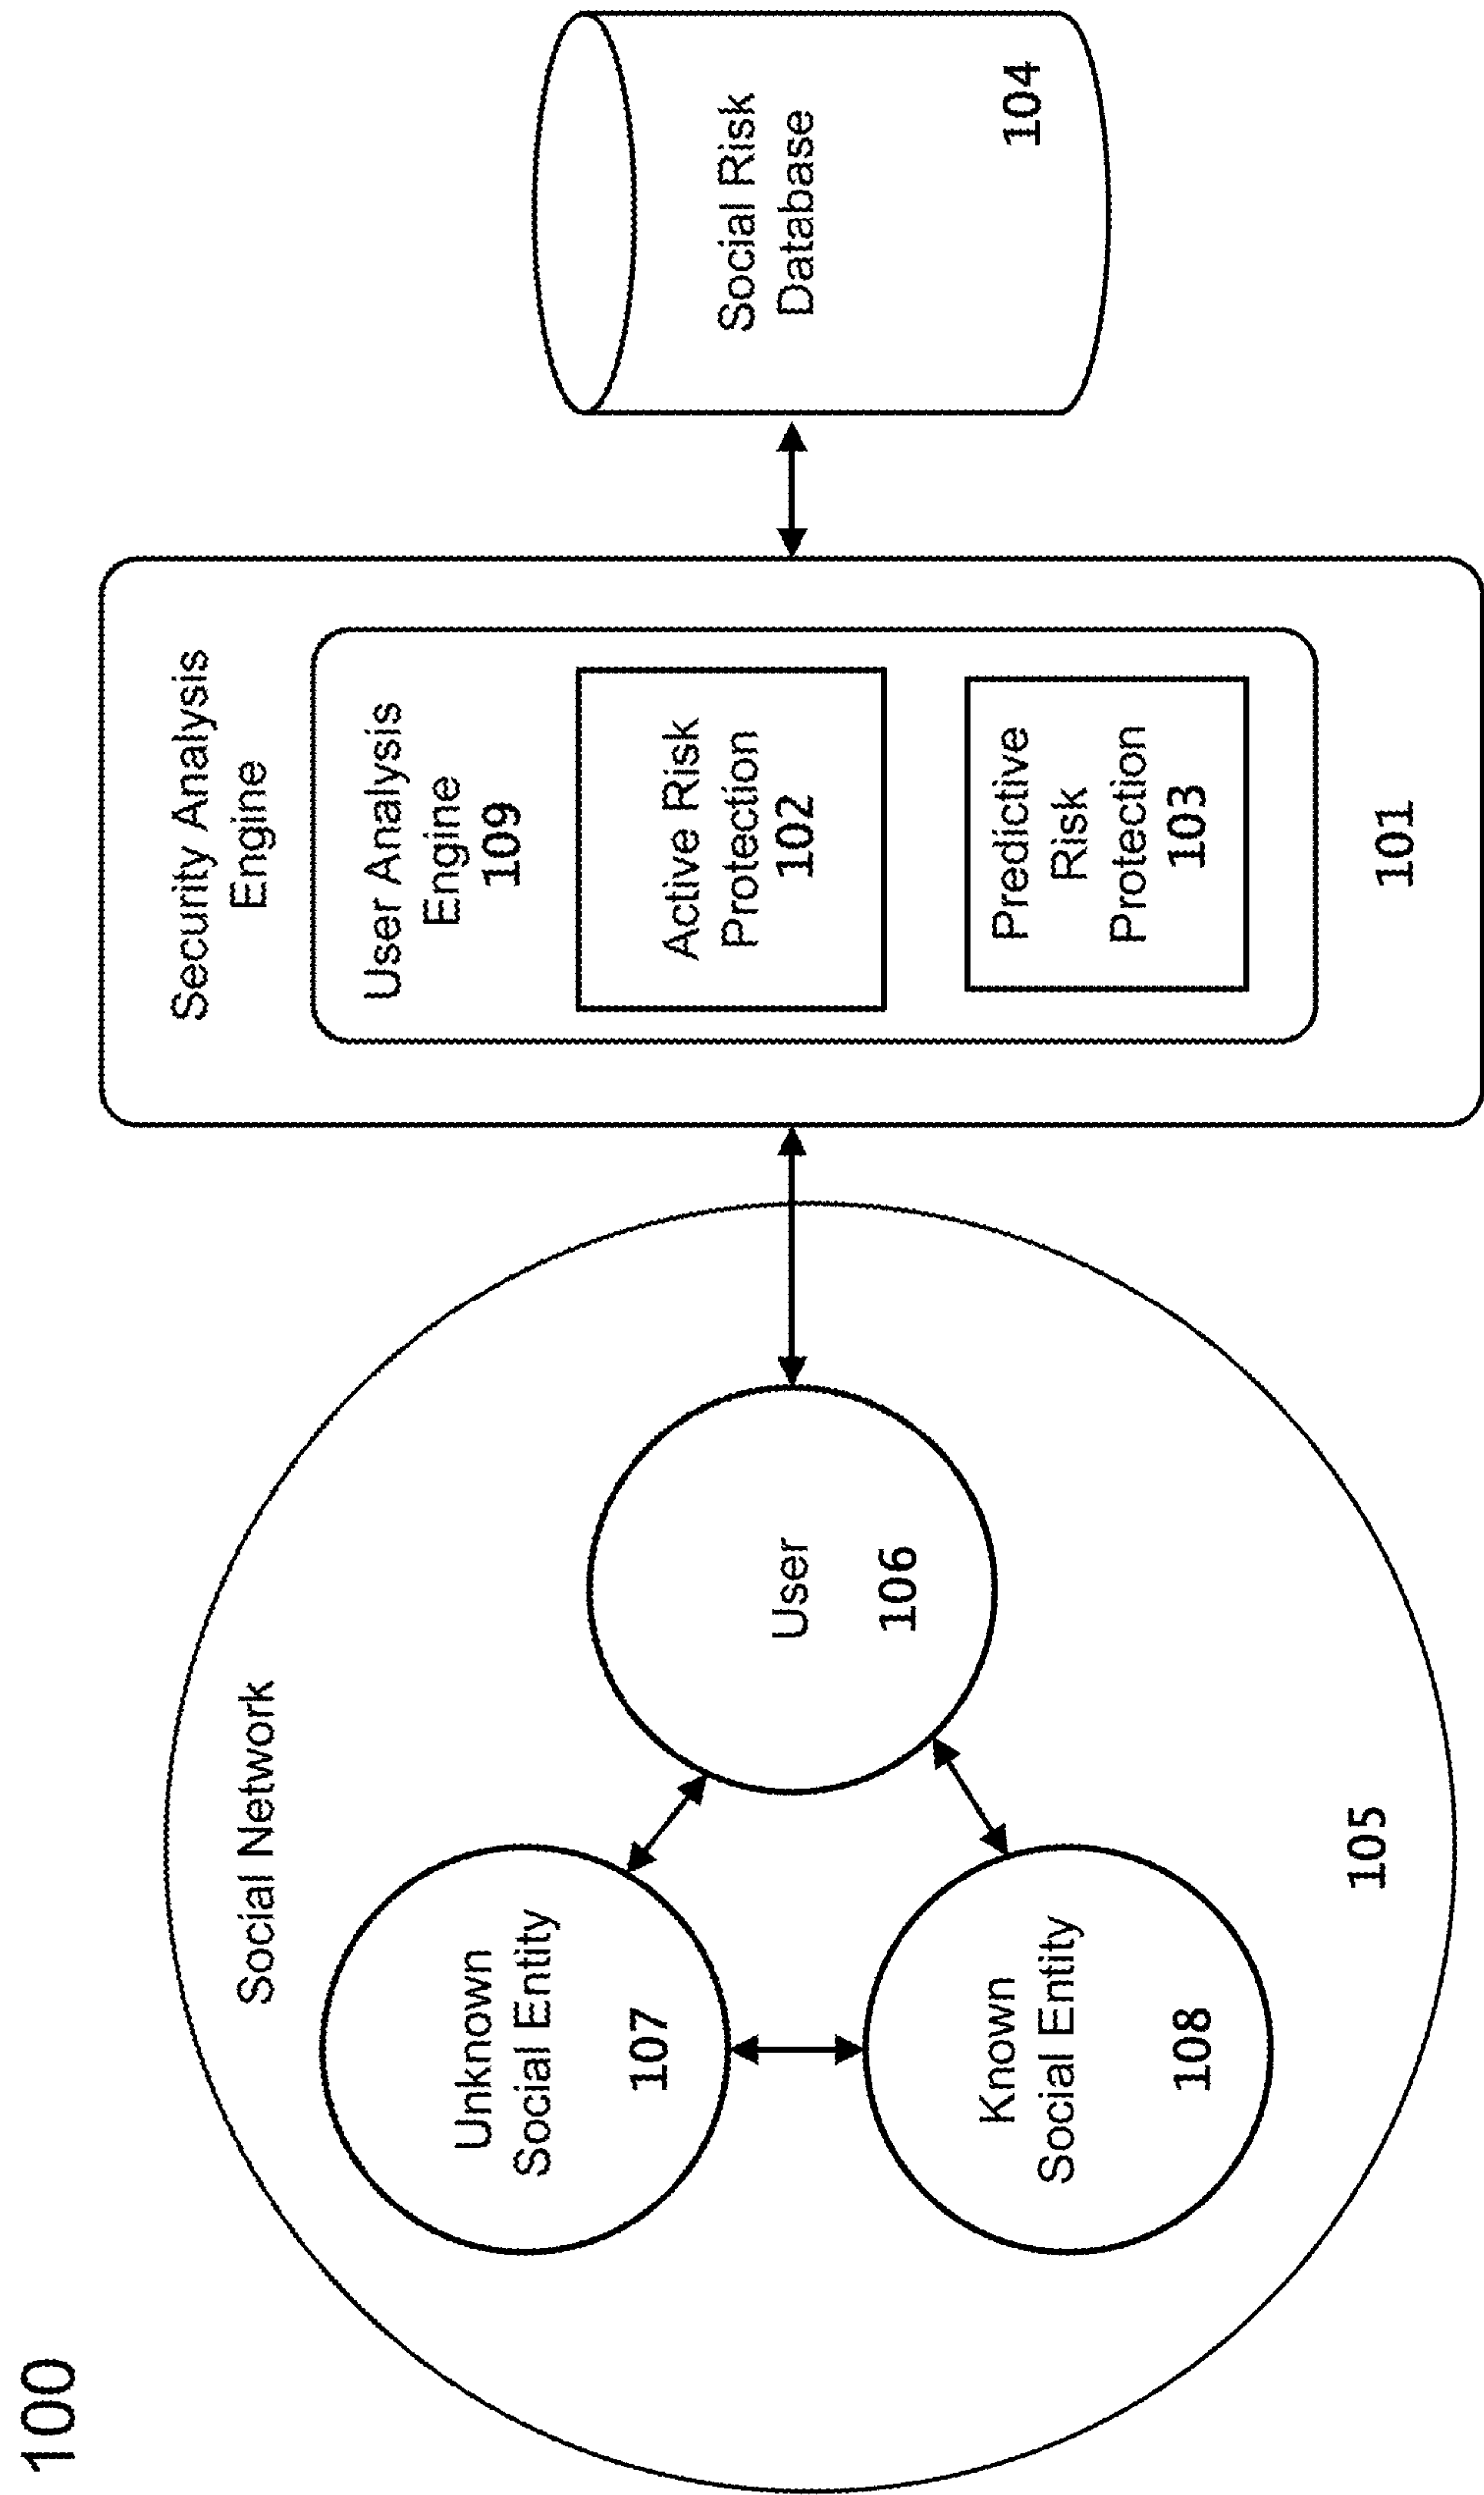 100
Social Network
Unknown
Social Entity
107
Known
Social Entity
108
User
106
105
Security Analysis
Engine
User Analysis
Engine
109
Active Risk
Protection
102
Predictive
Risk
Protection
103
101
Social Risk
Database
104